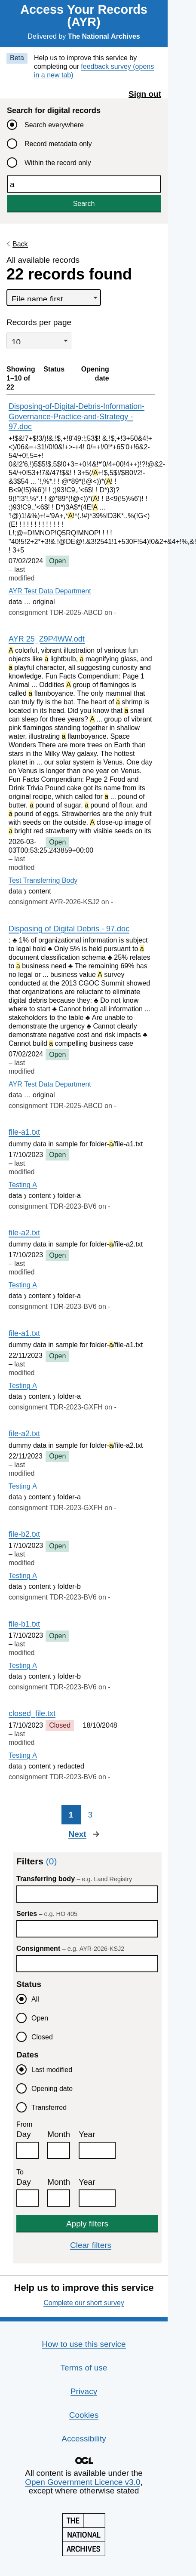 Access Your Records
(AYR)
Delivered by The National Archives
Beta
Help us to improve this service by
completing our feedback survey (opens
in a new tab)
Sign out
Search for digital records
Search everywhere
Record metadata only
Within the record only
a
Search
Back
All available records
22 records found
File name first
Records per page
10
Showing
1–10 of
22
Status
Opening
date
Disposing-of-Digital-Debris-Information-
Governance-Practice-and-Strategy -
97.doc
07/02/2024
– last
modified
Open
AYR Test Data Department
data … original
consignment TDR-2025-ABCD on -
AY R 25_ Z9P4WW.odt
A colorful, vibrant illustration of various fun
objects like a lightbulb, a magnifying glass, and
a playful monster, all suggesting curiosity and
knowledge. Fun Facts Compendium: Page 1
Animal ... Oddities A Group of flamingos is
called a flamboyance. Trendy animal term that
can truly fly is the bat. The heart of a shrimp is
located in its head. Did you know that a snail
can sleep for three years? A ... group of vibrant
pink flamingos standing together in shallow
water, illustrating a flamboyance. Space
Wonders There are more trees on Earth than
stars in the Milky Way galaxy. The hottest
planet in ... our solar system is Venus. One day
on Venus is longer than one year on Venus.
Fun Facts Compendium: Page 2 Food and
Drink Trivia Pound cake got its name from its
original recipe, which called for a ... pound of
butter, a pound of sugar, a pound of flour, and
a pound of eggs. Strawberries are the only fruit
with seeds on the outside. A close-up image of
a bright red strawberry with visible seeds on a
2026-03-
03T00:53:25.243859+00:00
– last
modified
Open
Test Transferring Body
data › content
consignment AYR-2026-KSJ2 on -
Disposing of Digital Debris - 97.doc
: ♣ 1% of organizational information is subject
to legal hold ♣ Only 5% is held pursuant to a
document classification schema ♣ 25% relates
to a business need ♣ The remaining 69% has
no legal or ... business value A survey
conducted at the 2013 CGOC Summit showed
that organizations are reluctant to eliminate
digital debris because they: ♣ Do not know
where to start ♣ Cannot bring all information ...
stakeholders to the table ♣ Are unable to
demonstrate the urgency ♣ Cannot clearly
demonstrate negative cost and risk impacts ♣
Cannot build a compelling business case
07/02/2024
– last
modified
Open
AYR Test Data Department
data … original
consignment TDR-2025-ABCD on -
file-a1.txt
dummy data in sample for folder-a/file-a1.txt
17/10/2023
– last
modified
Open
Testing A
data › content › folder-a
consignment TDR-2023-BV6 on -
file-a2.txt
dummy data in sample for folder-a/file-a2.txt
17/10/2023
– last
modified
Open
Testing A
data › content › folder-a
consignment TDR-2023-BV6 on -
file-a1.txt
dummy data in sample for folder-a/file-a1.txt
22/11/2023
– last
modified
Open
Testing A
data › content › folder-a
consignment TDR-2023-GXFH on -
file-a2.txt
dummy data in sample for folder-a/file-a2.txt
22/11/2023
– last
modified
Open
Testing A
data › content › folder-a
consignment TDR-2023-GXFH on -
file-b2.txt
17/10/2023
– last
modified
Open
Testing A
data › content › folder-b
consignment TDR-2023-BV6 on -
file-b1.txt
17/10/2023
– last
modified
Open
Testing A
data › content › folder-b
consignment TDR-2023-BV6 on -
closed_file.txt
17/10/2023
– last
modified
Closed
18/10/2048
Testing A
data › content › redacted
consignment TDR-2023-BV6 on -
1
3
Next →
Filters (0)
Transferring body – e.g. Land Registry
Series – e.g. HO 405
Consignment – e.g. AYR-2026-KSJ2
Status
All
Open
Closed
Dates
Last modified
Opening date
Transferred
From
Day Month Year
To
Day Month Year
Apply filters
Clear filters
Help us to improve this service
Complete our short survey
How to use this service
Terms of use
Privacy
Cookies
Accessibility
OGL
All content is available under the
Open Government Licence v3.0,
except where otherwise stated
THE
NATIONAL
ARCHIVES